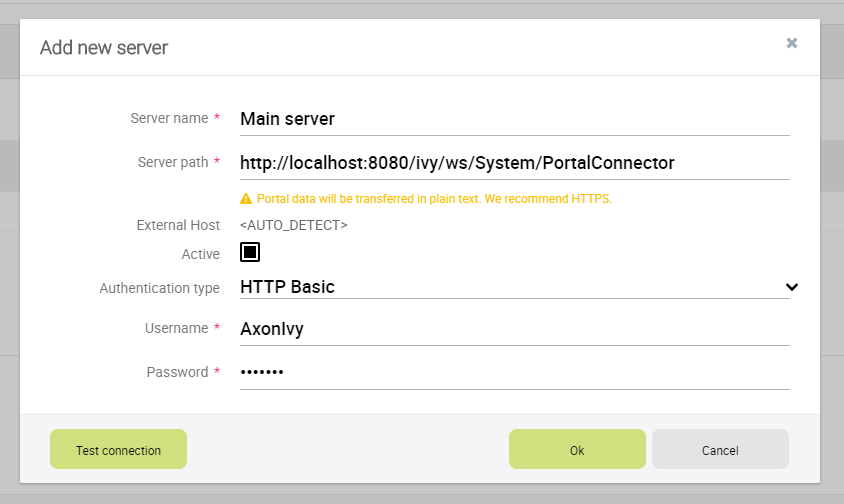 Add new server
Server name * Main server
Server path * http://localhost:8080/ivy/ws/System/PortalConnector
Portal data will be transferred in plain text. We recommend HTTPS.
External Host <AUTO_DETECT>
Active
Authentication type HTTP Basic
Username * AxonIvy
Password * •••••••
Test connection Ok Cancel